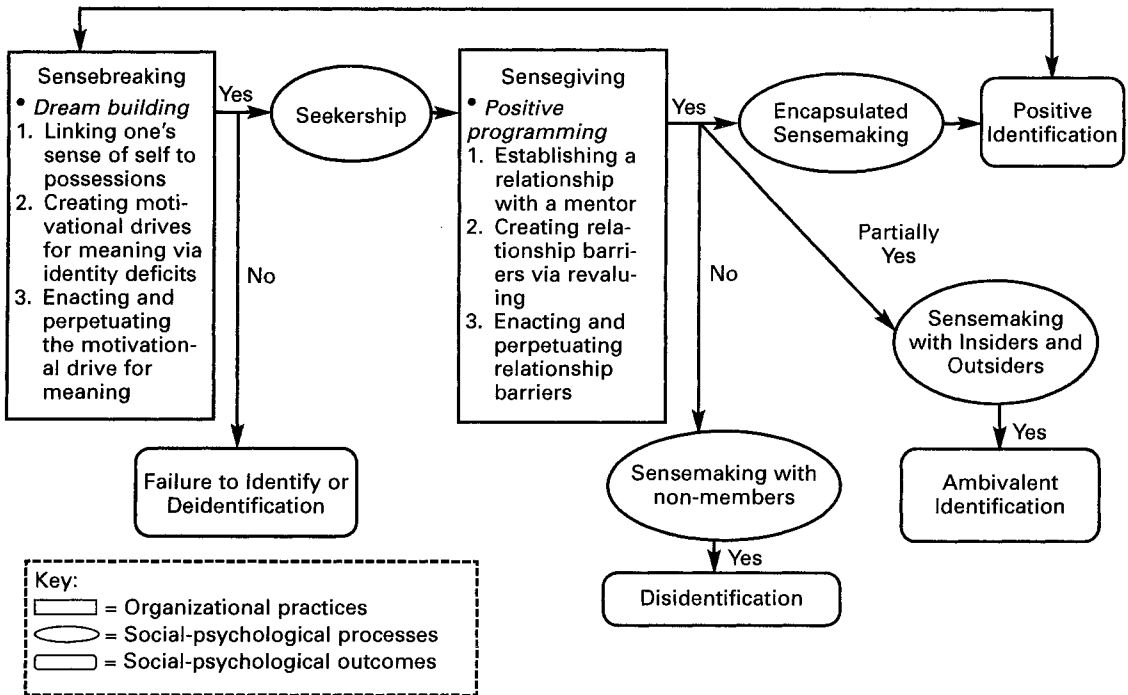 Sensebreaking
• Dream building
1. Linking one's
sense of self to
possessions
2. Creating moti-
vational drives
for meaning via
identity deficits
3. Enacting and
perpetuating
the motivation-
al drive for
meaning
Yes
No
Seekership
Failure to Identify or
Deidentification
Sensegiving
• Positive
programming
1. Establishing a
relationship
with a mentor
2. Creating rela-
tionship barri-
ers via revalu-
ing
3. Enacting and
perpetuating
relationship
barriers
Yes
Encapsulated
Sensemaking
Positive
Identification
Partially
Yes
No
Sensemaking
with Insiders and
Outsiders
Yes
Ambivalent
Identification
Sensemaking with
non-members
Yes
Disidentification
Key:
= Organizational practices
= Social-psychological processes
= Social-psychological outcomes